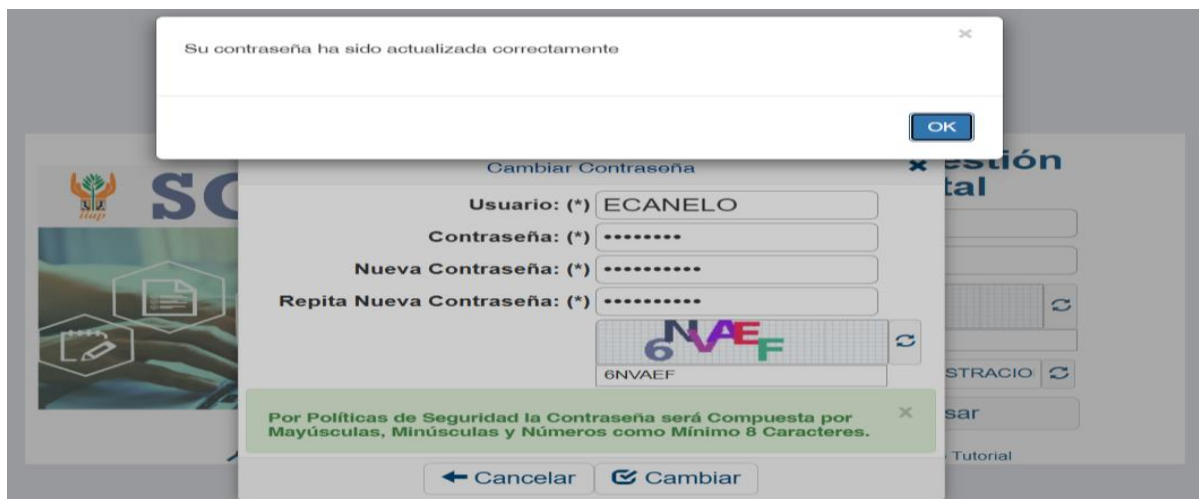 Su contraseña ha sido actualizada correctamente
×
OK
Cambiar Contraseña
×
Usuario: (*) ECANELO
Contraseña: (*) ••••••••
Nueva Contraseña: (*) ••••••••••
Repita Nueva Contraseña: (*) ••••••••••
6NVAEF
6NVAEF
Por Políticas de Seguridad la Contraseña será Compuesta por
Mayúsculas, Minúsculas y Números como Mínimo 8 Caracteres.
×
Cancelar
Cambiar
iiap
SG
estión
tal
STRACIO
sar
Tutorial